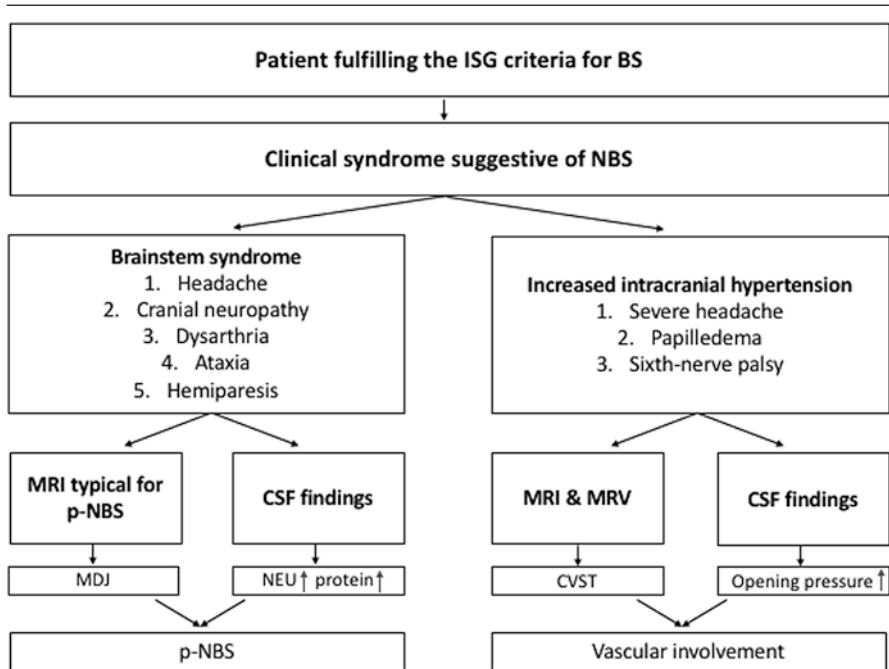 Patient fulfilling the ISG criteria for BS
Clinical syndrome suggestive of NBS
Brainstem syndrome
1. Headache
2. Cranial neuropathy
3. Dysarthria
4. Ataxia
5. Hemiparesis
Increased intracranial hypertension
1. Severe headache
2. Papilledema
3. Sixth-nerve palsy
MRI typical for
p-NBS
CSF findings
MRI & MRV
CSF findings
MDJ
NEU↑ protein↑
CVST
Opening pressure↑
p-NBS
Vascular involvement